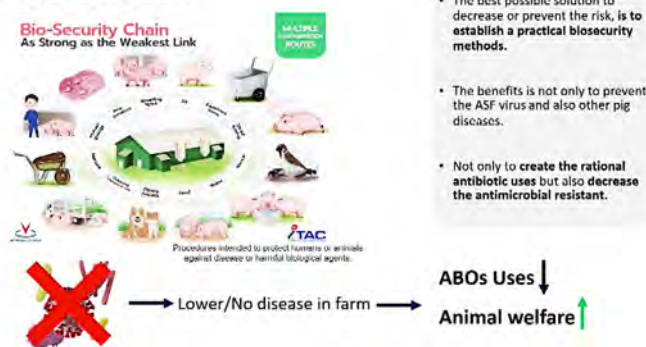 Bio-Security Chain
As Strong as the Weakest Link
MULTIPLE
ROUTES
• The best possible solution to
decrease or prevent the risk, is to
establish a practical biosecurity
methods.
• The benefits is not only to prevent
the ASF virus and also other pig
diseases.
• Not only to create the rational
antibiotic uses but also decrease
the antimicrobial resistant.
iTAC
Procedures intended to protect humans or animals
against disease or harmful biological agents.
Lower/No disease in farm
ABOs Uses
Animal welfare